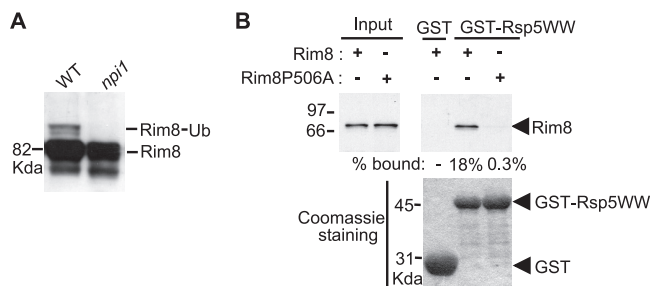 A
WT
npi1
Rim8-Ub
82
Rim8
Kda
B
Input
GST
GST-Rsp5WW
Rim8 : + - + + -
Rim8P506A - + - - +
97
66
Rim8
% bound: - 18% 0.3%
Coomassie
staining
45
GST-Rsp5WW
31
Kda
GST